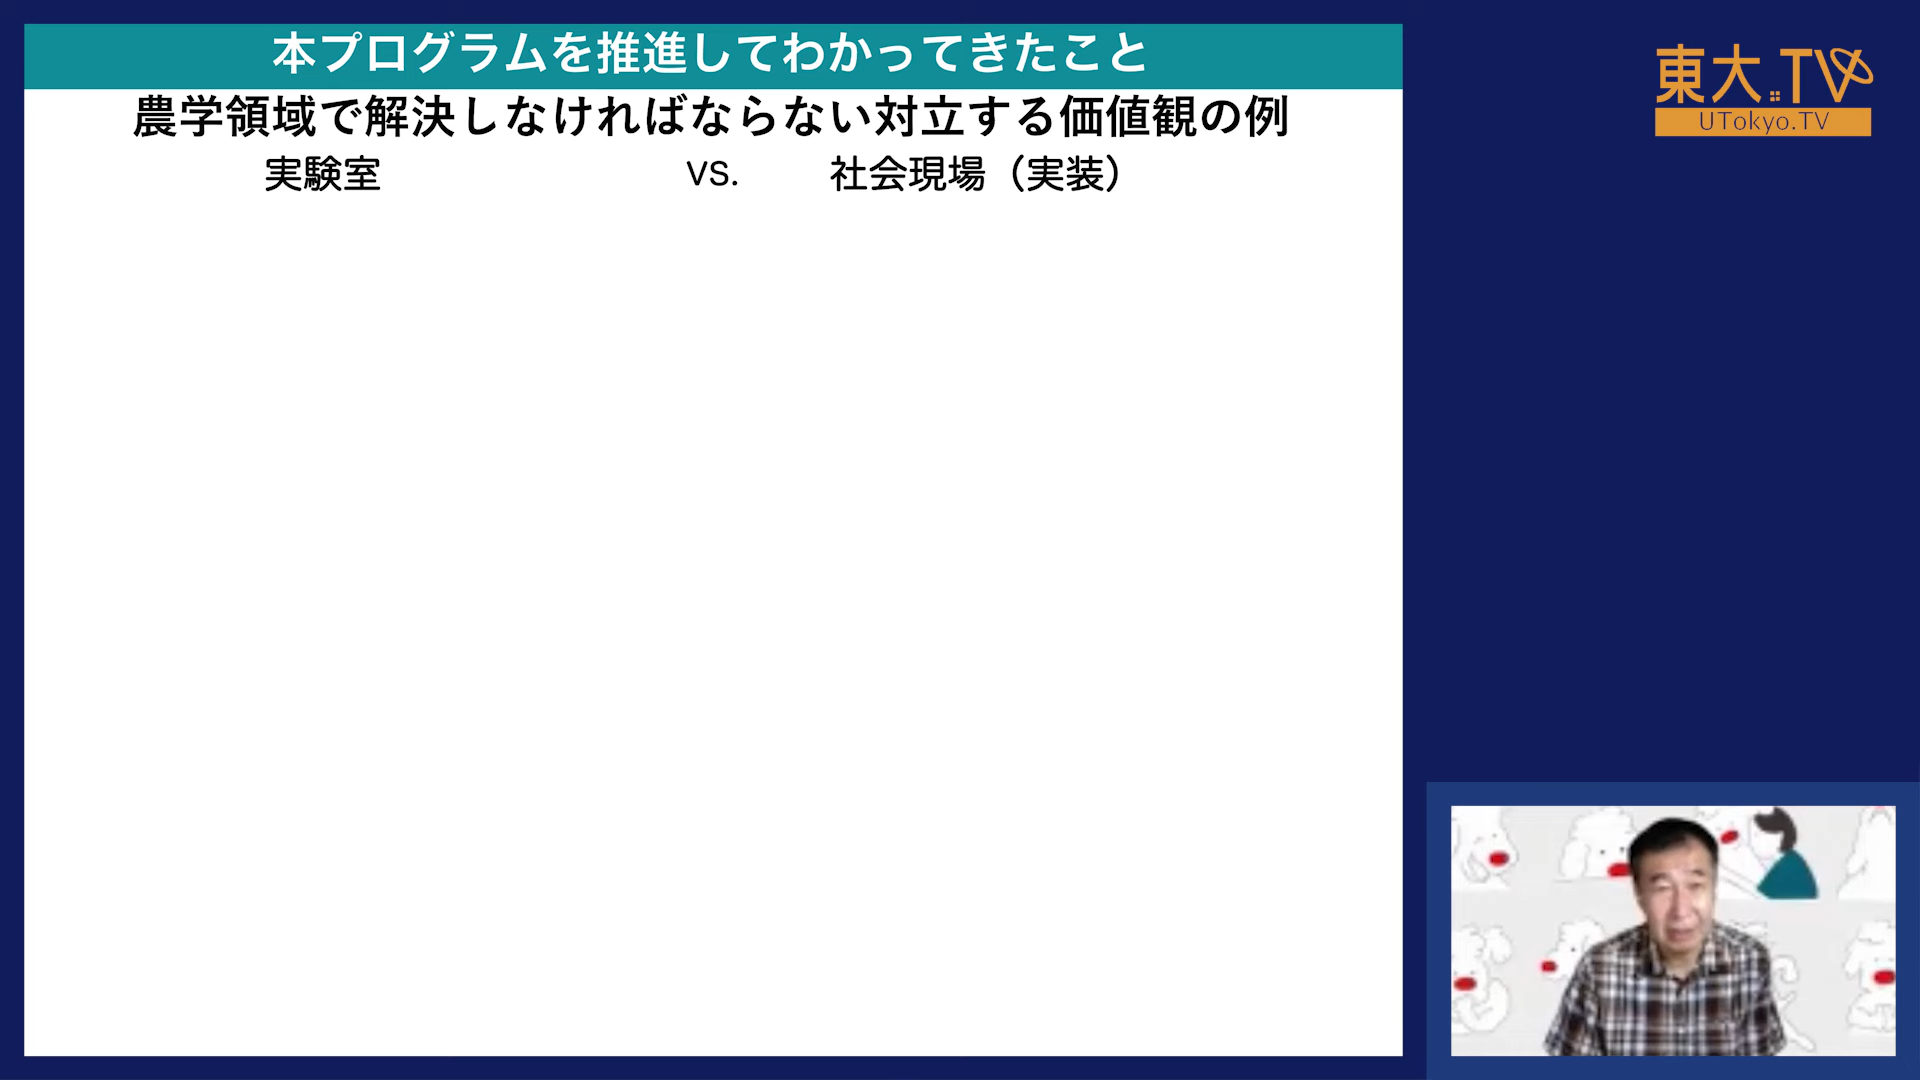 本プログラムを推進してわかってきたこと
農学領域で解決しなければならない対立する価値観の例
実験室 vs. 社会現場（実装）
東大TV
UTokyo.TV